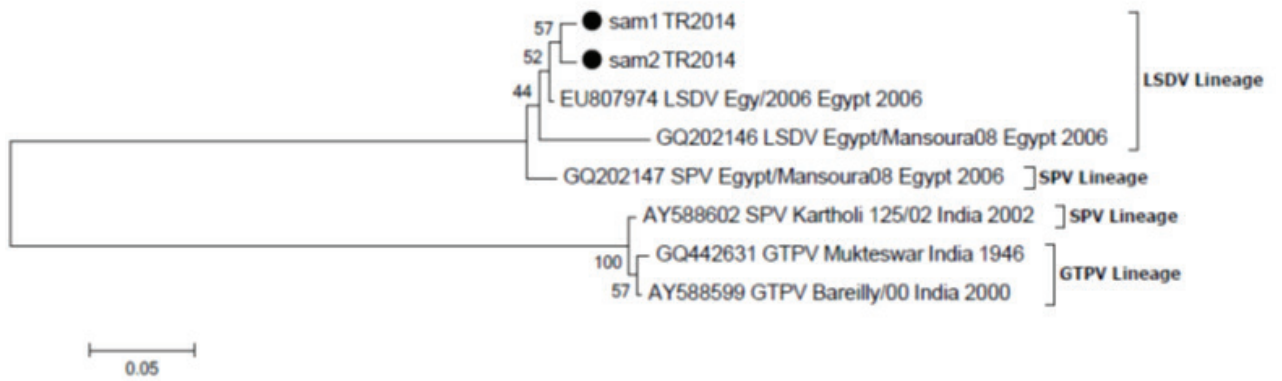 57
sam1 TR2014
52
sam2 TR2014
LSDV Lineage
44
EU807974 LSDV Egy/2006 Egypt 2006
GQ202146 LSDV Egypt/Mansoura08 Egypt 2006
GQ202147 SPV Egypt/Mansoura08 Egypt 2006
SPV Lineage
AY588602 SPV Kartholi 125/02 India 2002
SPV Lineage
100
GQ442631 GTPV Mukteswar India 1946
GTPV Lineage
57
AY588599 GTPV Bareilly/00 India 2000
0.05